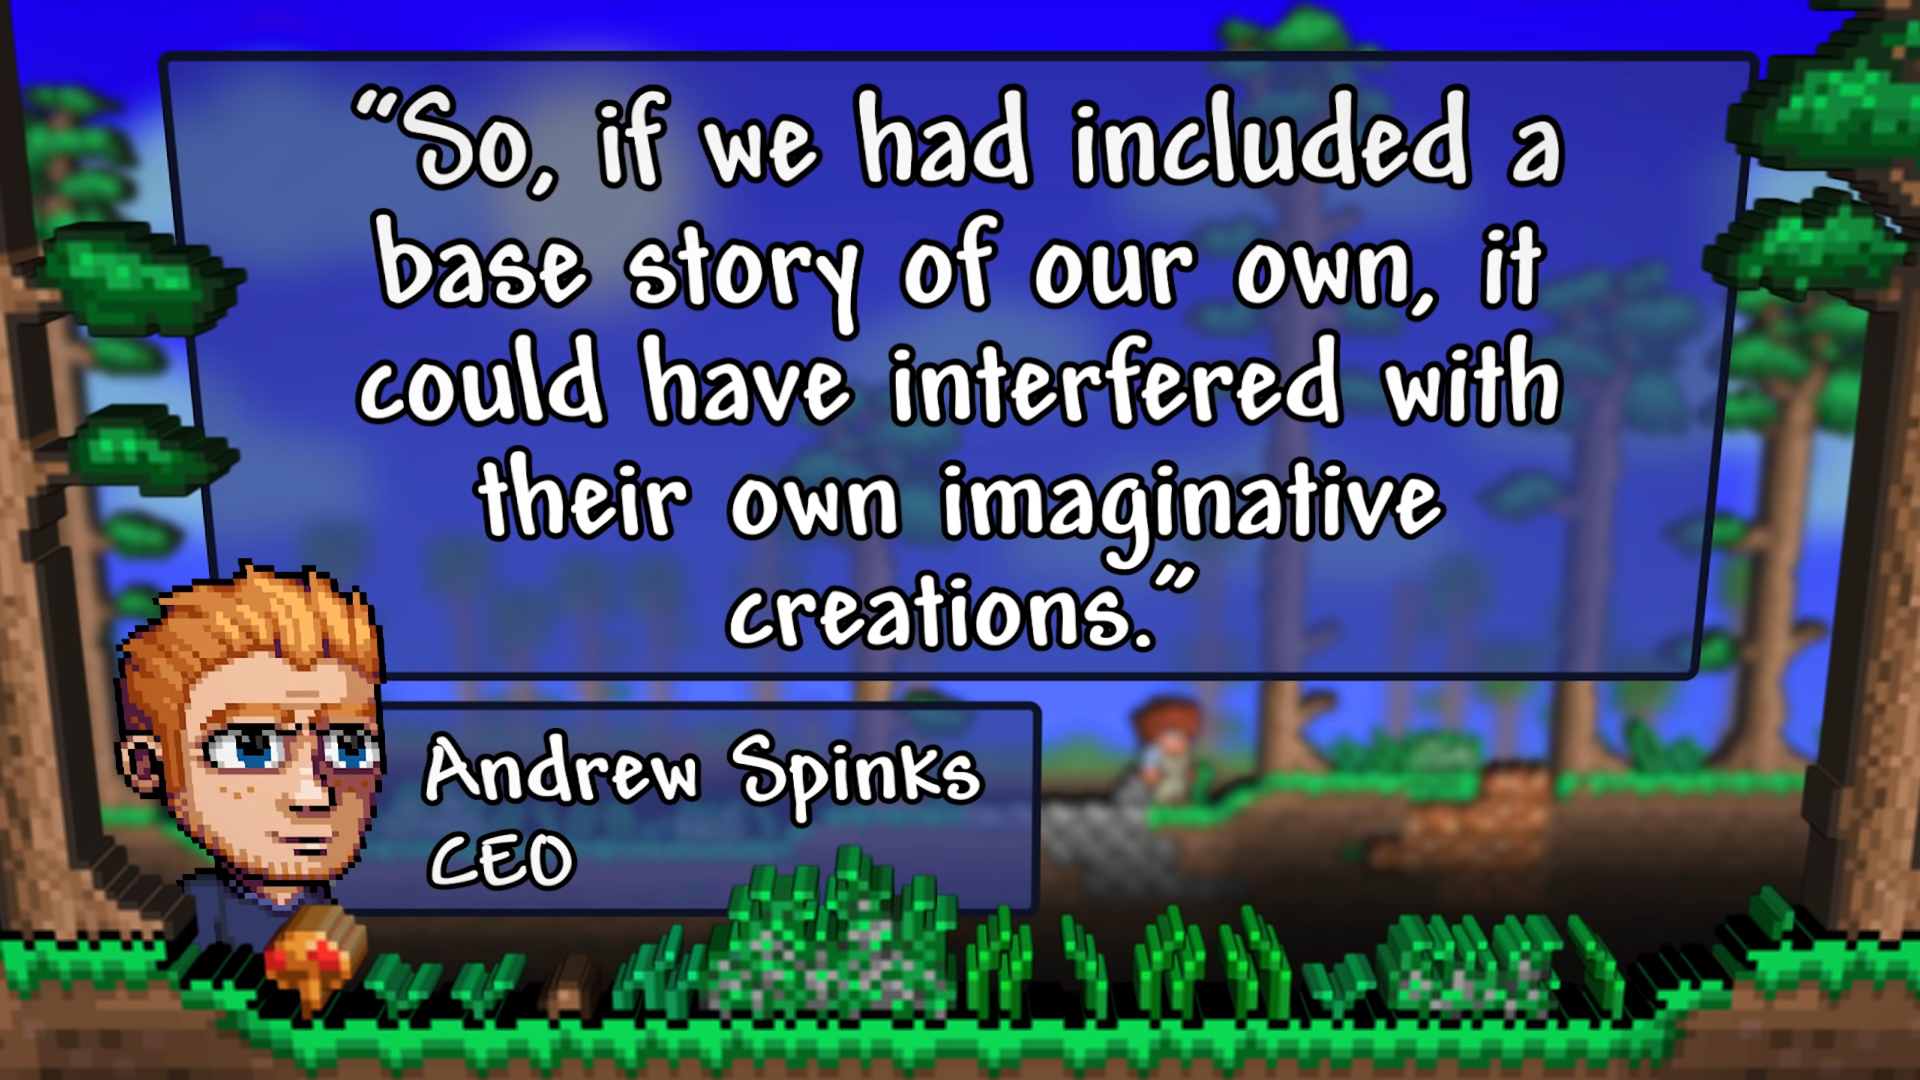 “So, if we had included a
base story of our own, it
could have interfered with
their own imaginative
creations.”
Andrew Spinks
CEO